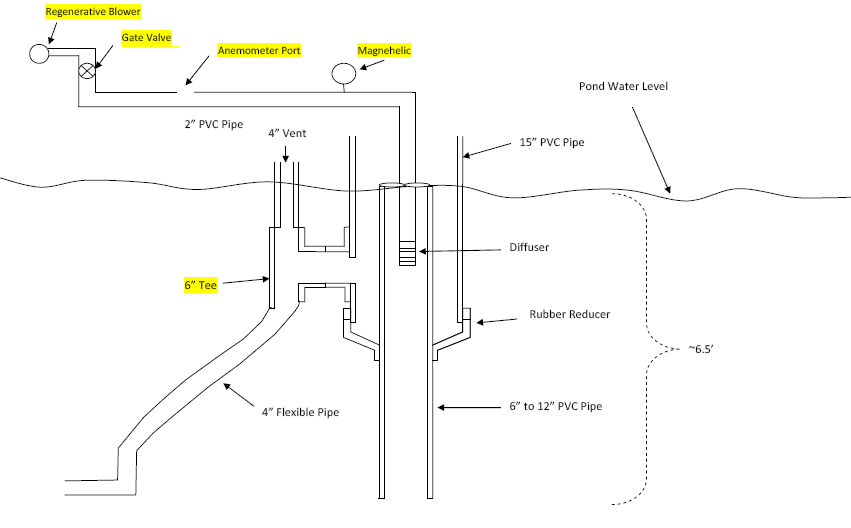 Regenerative Blower
Gate Valve
Anemometer Port
Magnehelic
Pond Water Level
2” PVC Pipe
4” Vent
15” PVC Pipe
Diffuser
6” Tee
Rubber Reducer
~6.5’
4” Flexible Pipe
6” to 12” PVC Pipe